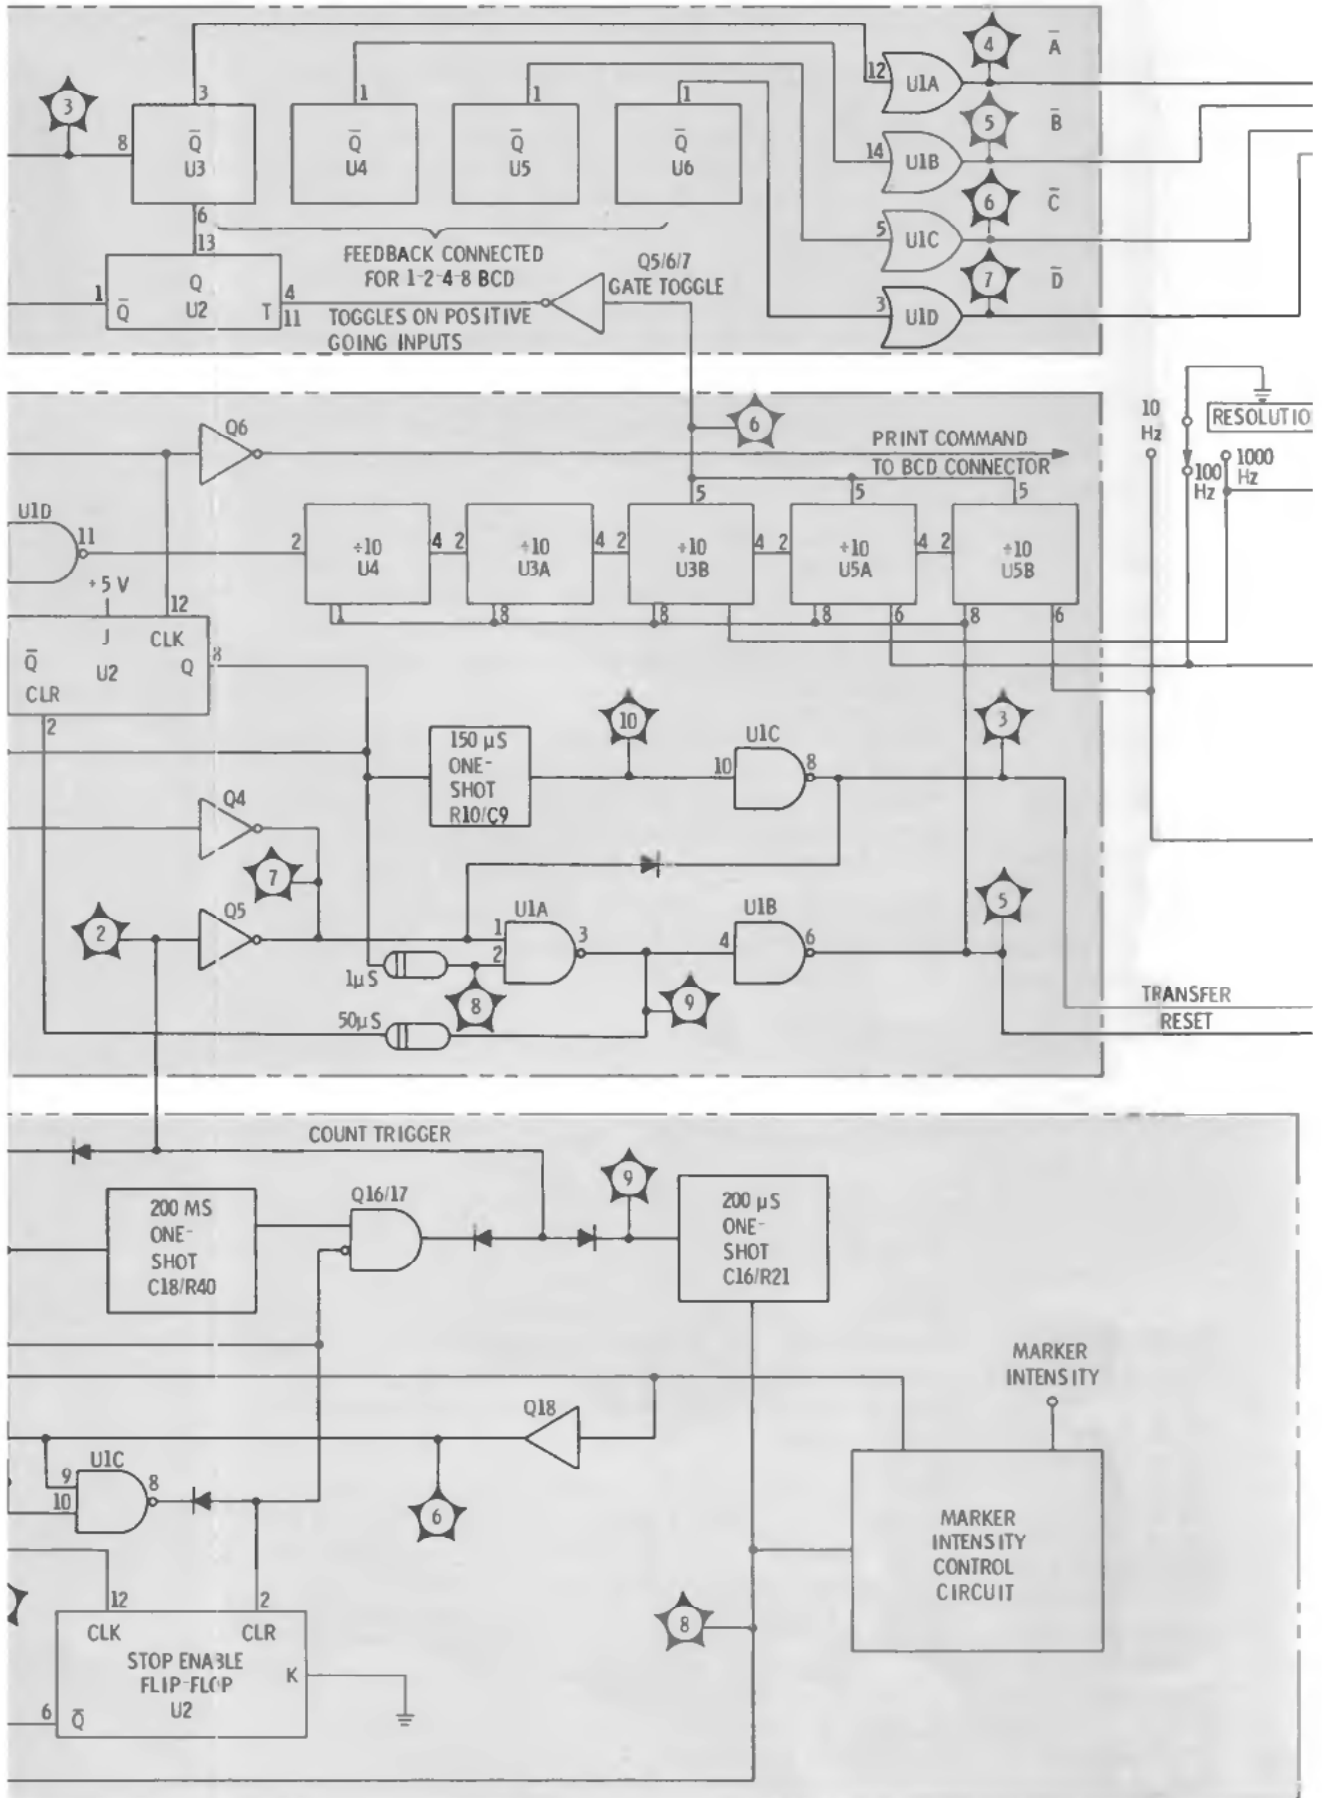 4
A̅
3
3
1
1
1
12
U1A
5
B̅
8
Q̅
U3
Q̅
U4
Q̅
U5
Q̅
U6
14
U1B
6
C̅
6
13
5
U1C
FEEDBACK CONNECTED
FOR 1-2-4-8 BCD
Q5/6/7
GATE TOGGLE
7
D̅
1
Q̅
Q
U2
T
4
11
TOGGLES ON POSITIVE
GOING INPUTS
3
U1D
10
Hz
RESOLUTIO
100
Hz
1000
Hz
Q6
6
PRINT COMMAND
TO BCD CONNECTOR
U1D
11
5
5
5
2
÷10
U4
4
2
÷10
U3A
4
2
÷10
U3B
4
2
÷10
U5A
4
2
÷10
U5B
1
8
8
8
6
8
6
+5 V
12
J
CLK
Q̅
U2
Q
8
CLR
2
150 µS
ONE-
SHOT
R10/C9
10
U1C
10
8
3
Q4
7
2
Q5
U1A
1
2
3
U1B
4
6
5
1µS
8
9
50µS
TRANSFER
RESET
COUNT TRIGGER
200 MS
ONE-
SHOT
C18/R40
Q16/17
9
200 µS
ONE-
SHOT
C16/R21
MARKER
INTENSITY
Q18
U1C
9
10
8
6
MARKER
INTENSITY
CONTROL
CIRCUIT
12
2
CLK
CLR
STOP ENABLE
FLIP-FLOP
U2
K
6
Q̅
8